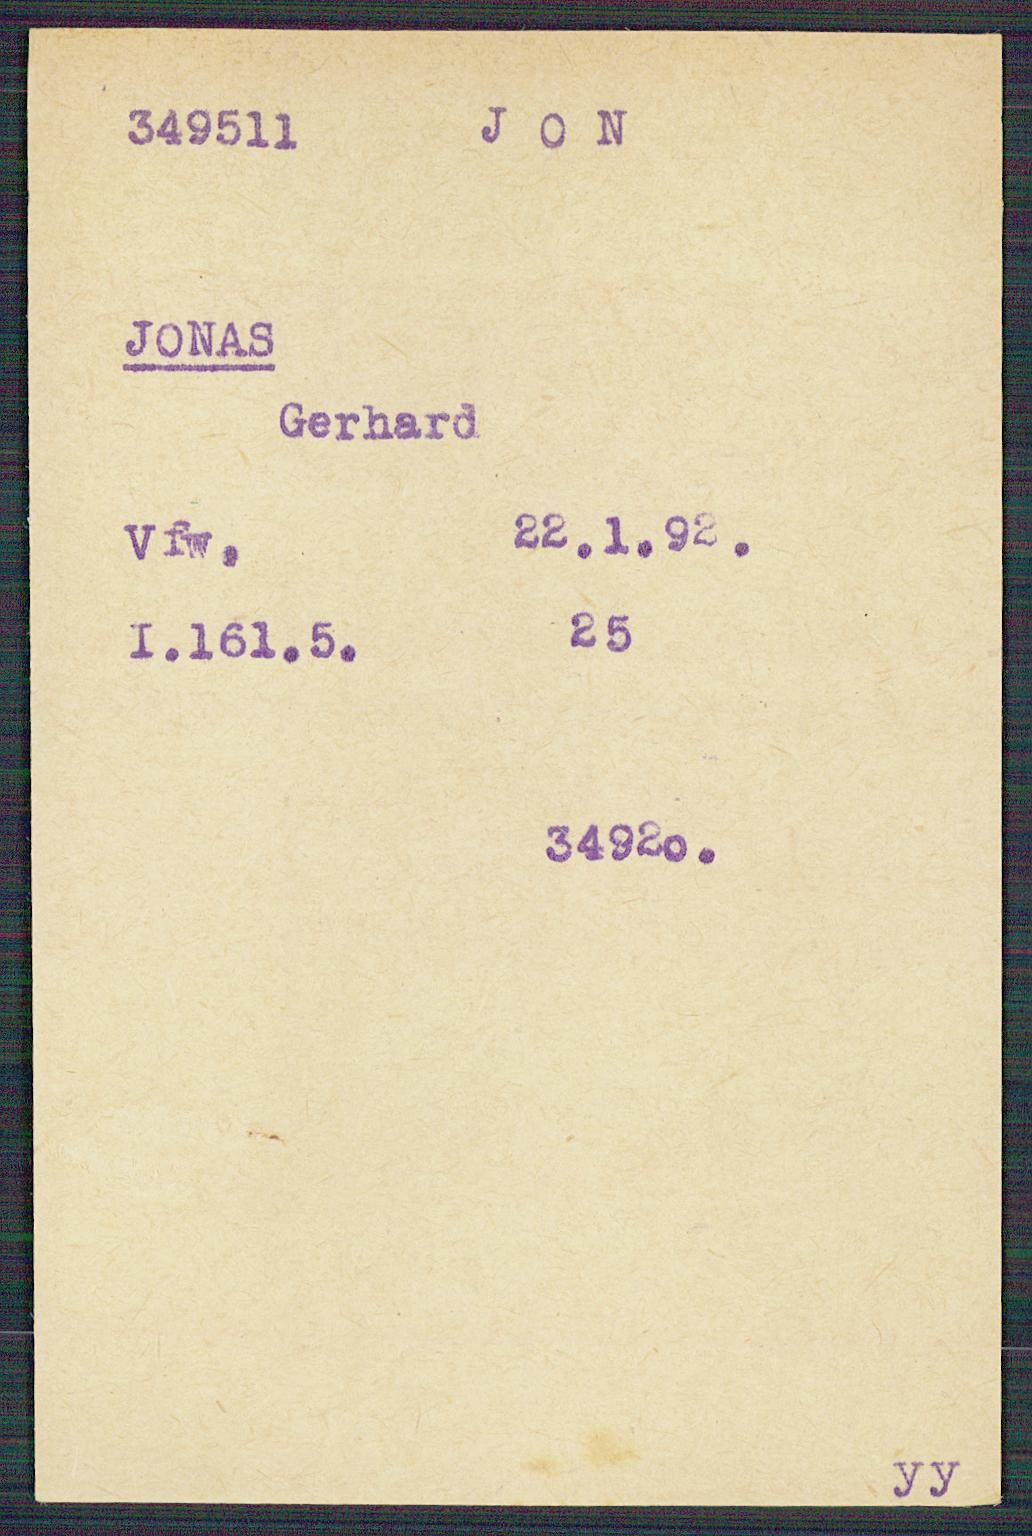 349511 J O N
JONAS
Gerhard
Vfw. 22.1.92.
I.161.5. 25
3492o.
yy